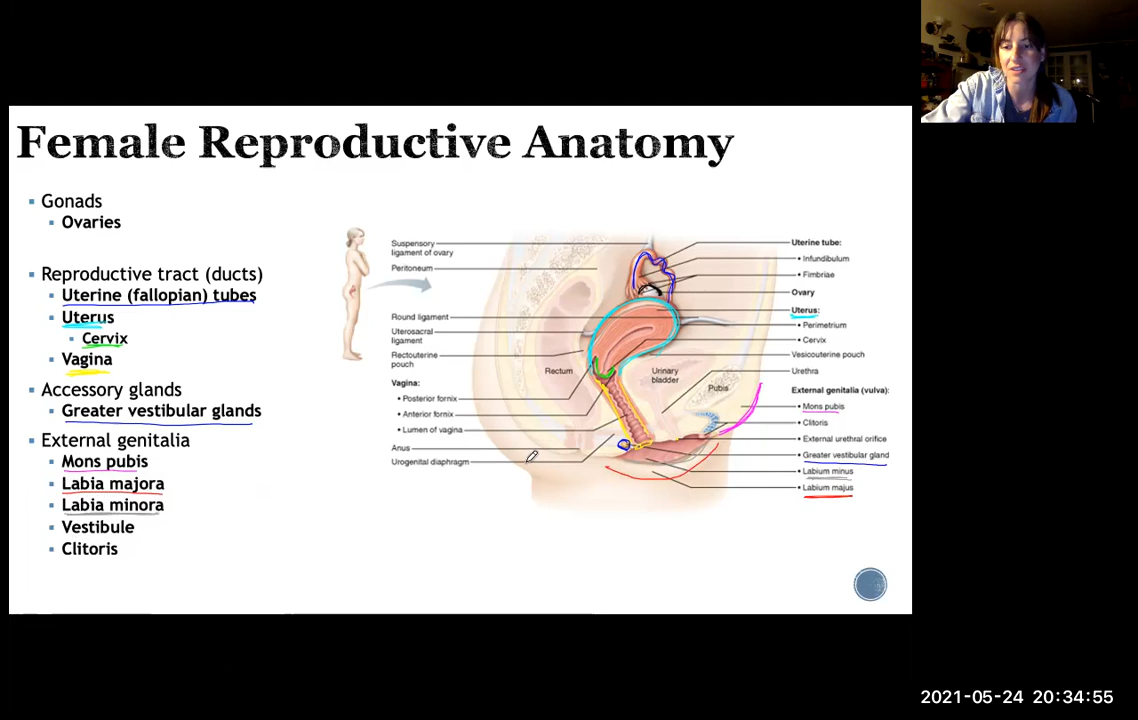 Female Reproductive Anatomy
Gonads
Ovaries
Reproductive tract (ducts)
Uterine (fallopian) tubes
Uterus
Cervix
Vagina
Accessory glands
Greater vestibular glands
External genitalia
Mons pubis
Labia majora
Labia minora
Vestibule
Clitoris
Suspensory
ligament of ovary
Peritoneum
Round ligament
Uterosacral
ligament
Rectouterine
pouch
Vagina:
• Posterior fornix
• Anterior fornix
• Lumen of vagina
Anus
Urogenital diaphragm
Rectum
Urinary
bladder
Pubis
Uterine tube:
• Infundibulum
• Fimbriae
Ovary
Uterus:
• Perimetrium
• Cervix
Vesicouterine pouch
Urethra
External genitalia (vulva):
• Mons pubis
• Clitoris
• External urethral orifice
• Greater vestibular gland
• Labium minus
• Labium majus
2021-05-24 20:34:55